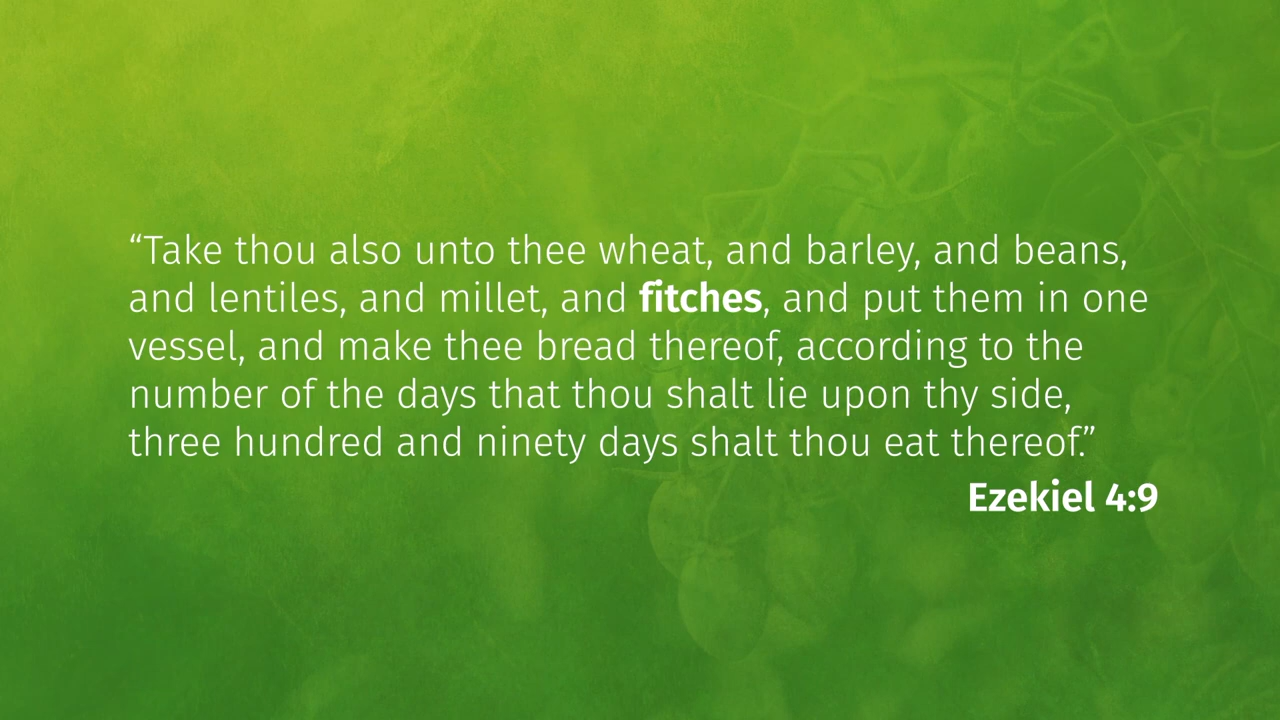 “Take thou also unto thee wheat, and barley, and beans,
and lentiles, and millet, and fitches, and put them in one
vessel, and make thee bread thereof, according to the
number of the days that thou shalt lie upon thy side,
three hundred and ninety days shalt thou eat thereof.”
Ezekiel 4:9